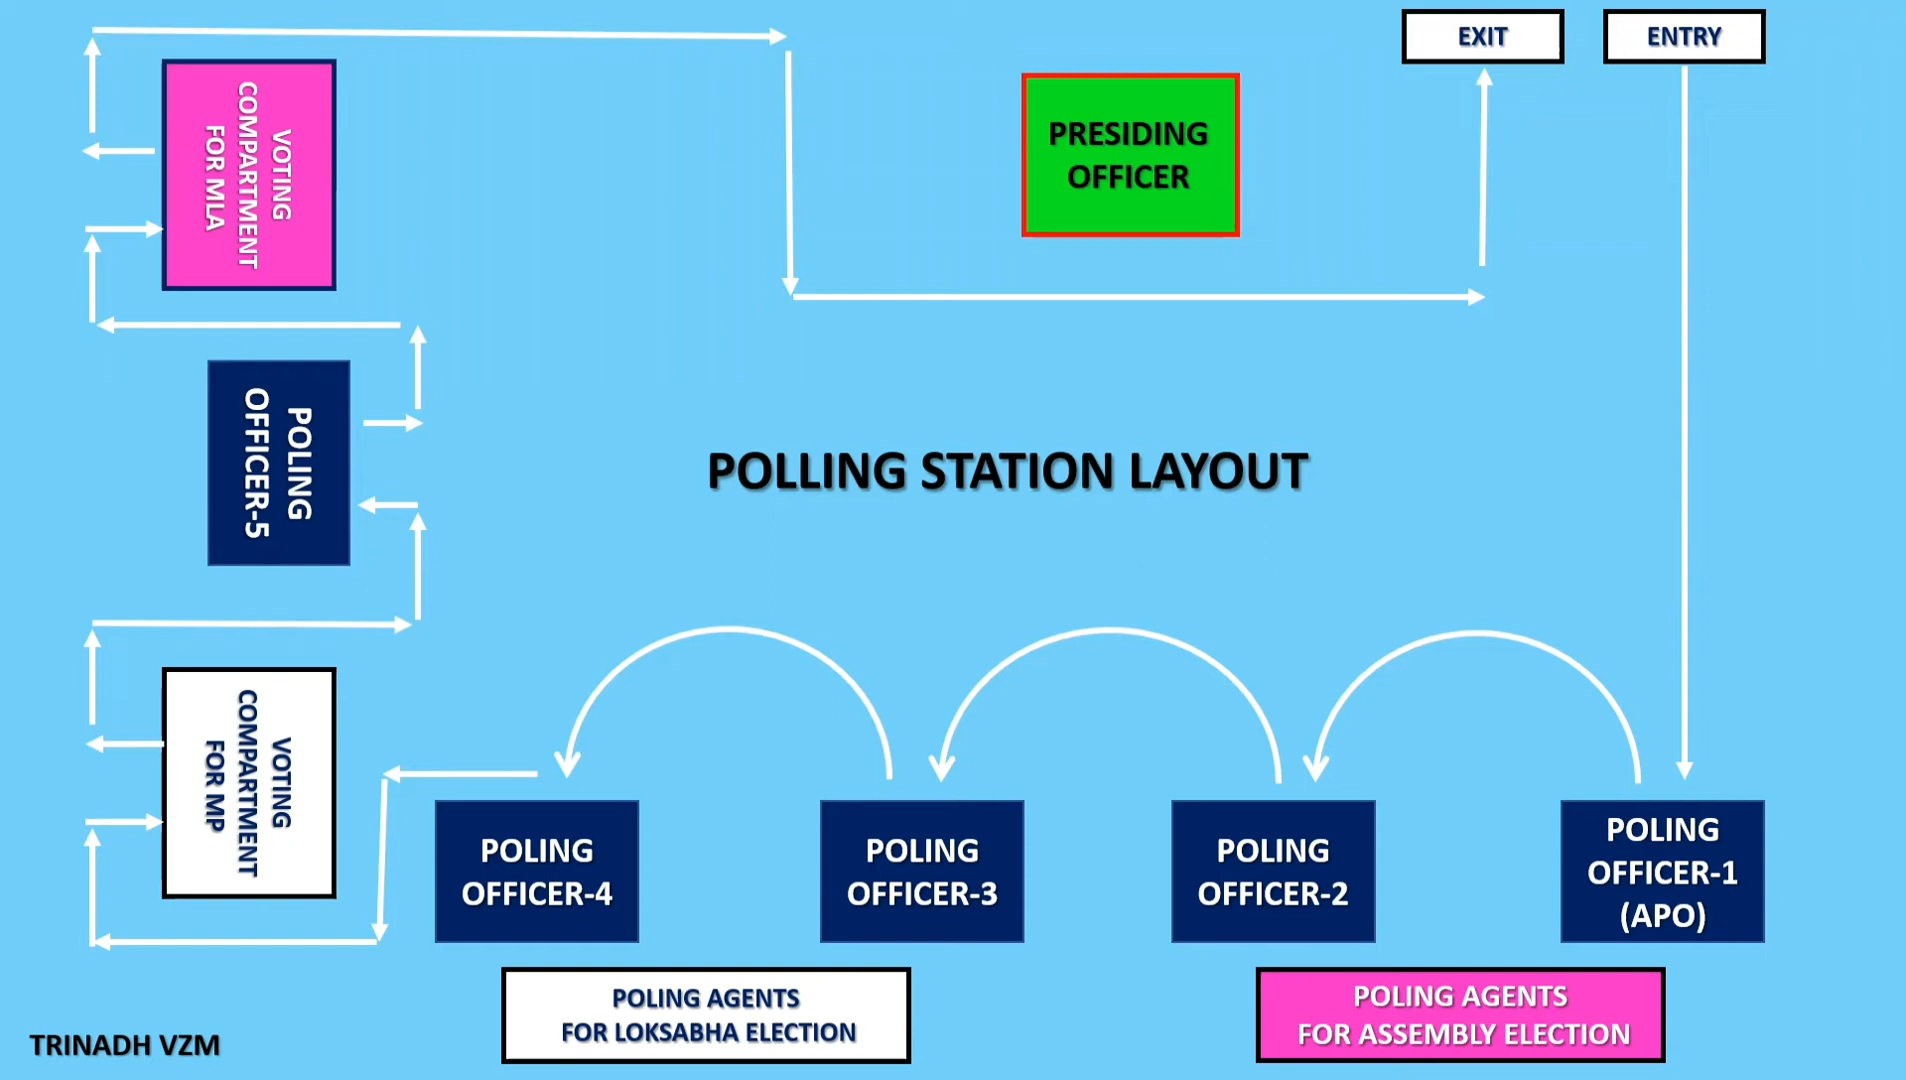 EXIT
ENTRY
VOTING
COMPARTMENT
FOR MLA
PRESIDING
OFFICER
POLING
OFFICER-5
POLLING STATION LAYOUT
VOTING
COMPARTMENT
FOR MP
POLING
OFFICER-4
POLING
OFFICER-3
POLING
OFFICER-2
POLING
OFFICER-1
(APO)
POLING AGENTS
FOR LOKSABHA ELECTION
POLING AGENTS
FOR ASSEMBLY ELECTION
TRINADH VZM